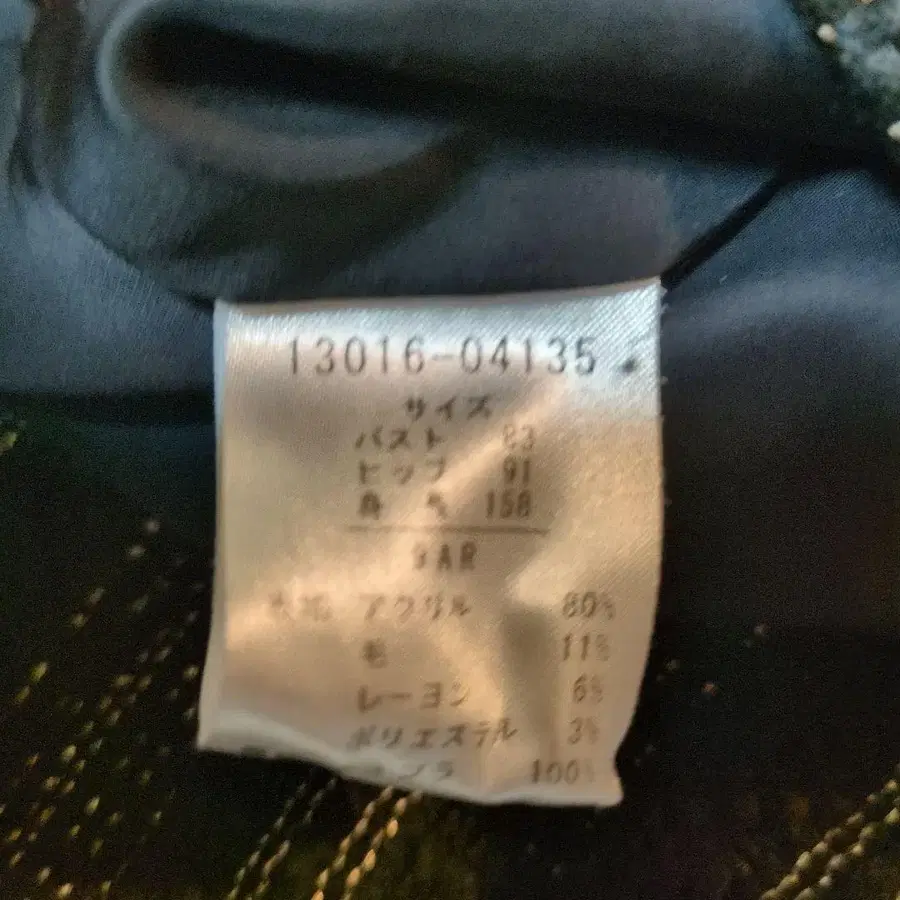 13016-04135
サイズ
バスト 83
ヒップ 91
身 158
9AR
アクリル 80%
毛 11%
レーヨン 6%
ポリエステル 3%
100%